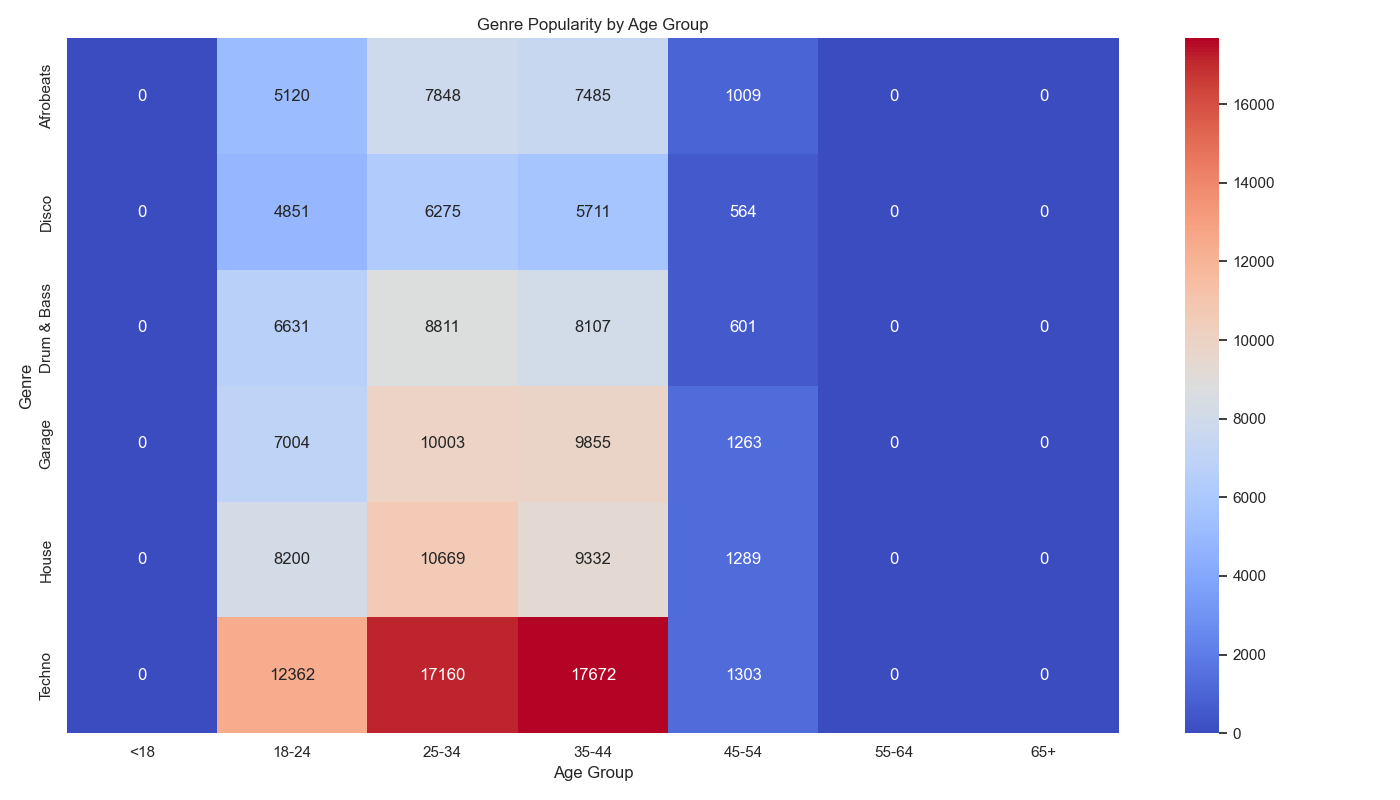 Genre Popularity by Age Group
Genre
Afrobeats
0 5120 7848 7485 1009 0 0
Disco
0 4851 6275 5711 564 0 0
Drum & Bass
0 6631 8811 8107 601 0 0
Garage
0 7004 10003 9855 1263 0 0
House
0 8200 10669 9332 1289 0 0
Techno
0 12362 17160 17672 1303 0 0
<18 18-24 25-34 35-44 45-54 55-64 65+
Age Group
16000
14000
12000
10000
8000
6000
4000
2000
0